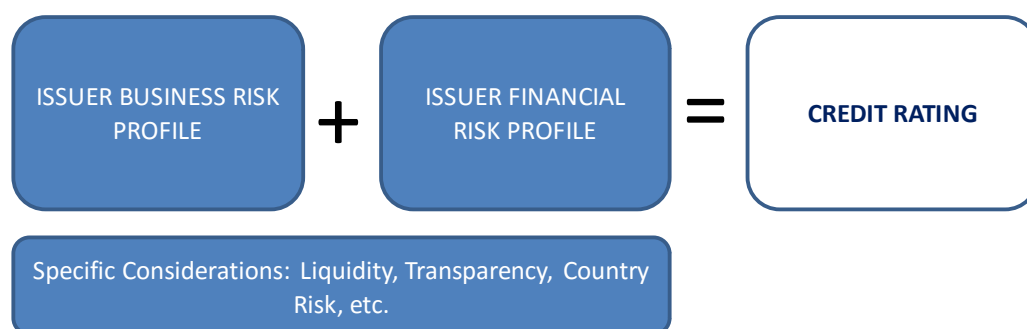 ISSUER BUSINESS RISK
PROFILE
+
ISSUER FINANCIAL
RISK PROFILE
=
CREDIT RATING
Specific Considerations: Liquidity, Transparency, Country
Risk, etc.